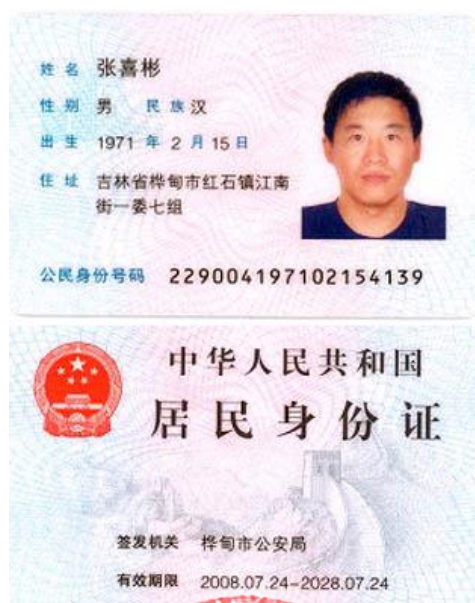 姓名 张喜彬
性别 男 民族 汉
出生 1971 年 2 月 15 日
住址 吉林省桦甸市红石镇江南
街一委七组
公民身份号码 229004197102154139
中华人民共和国
居民身份证
签发机关 桦甸市公安局
有效期限 2008.07.24-2028.07.24